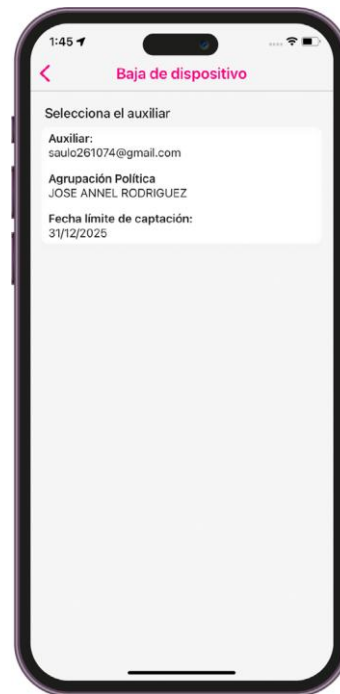 1:45
Baja de dispositivo
Selecciona el auxiliar
Auxiliar:
saulo261074@gmail.com
Agrupación Política
JOSE ANNEL RODRIGUEZ
Fecha límite de captación:
31/12/2025